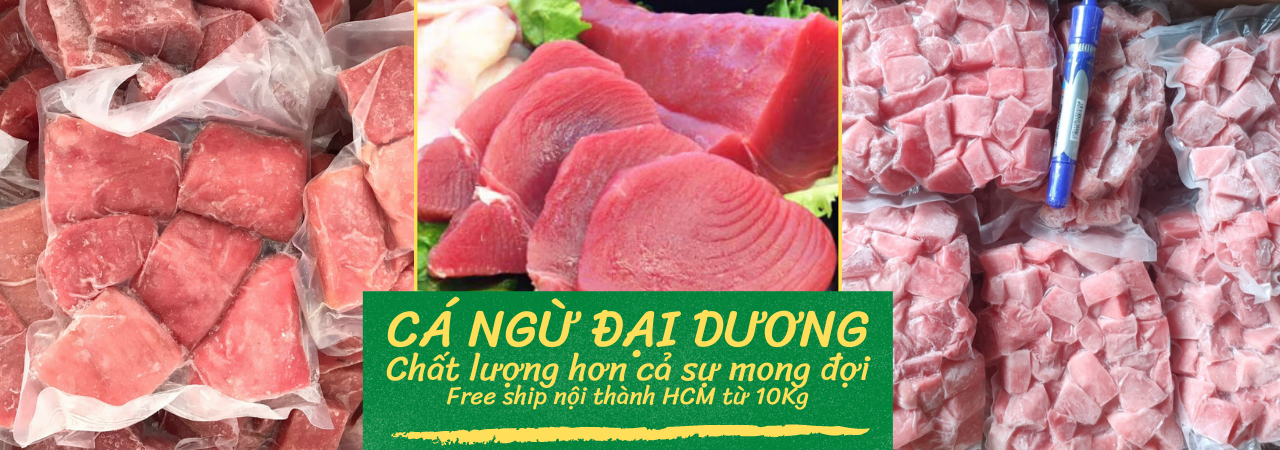 CÁ NGỪ ĐẠI DƯƠNG
Chất lượng hơn cả sự mong đợi
Free ship nội thành HCM từ 10Kg